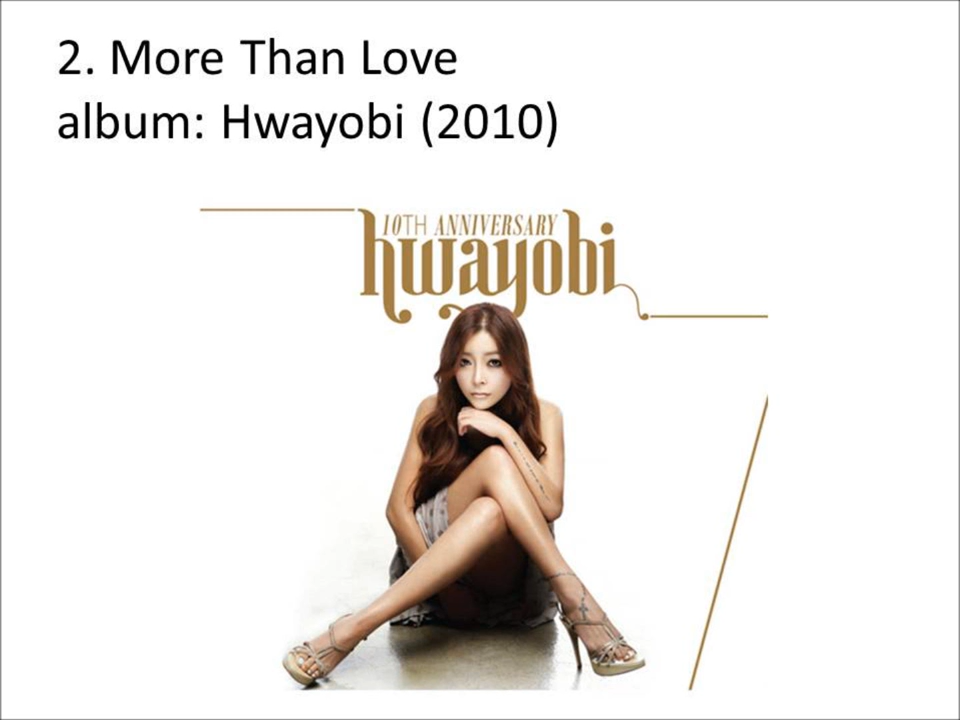 2. More Than Love
album: Hwayobi (2010)
10TH ANNIVERSARY
hwayobi